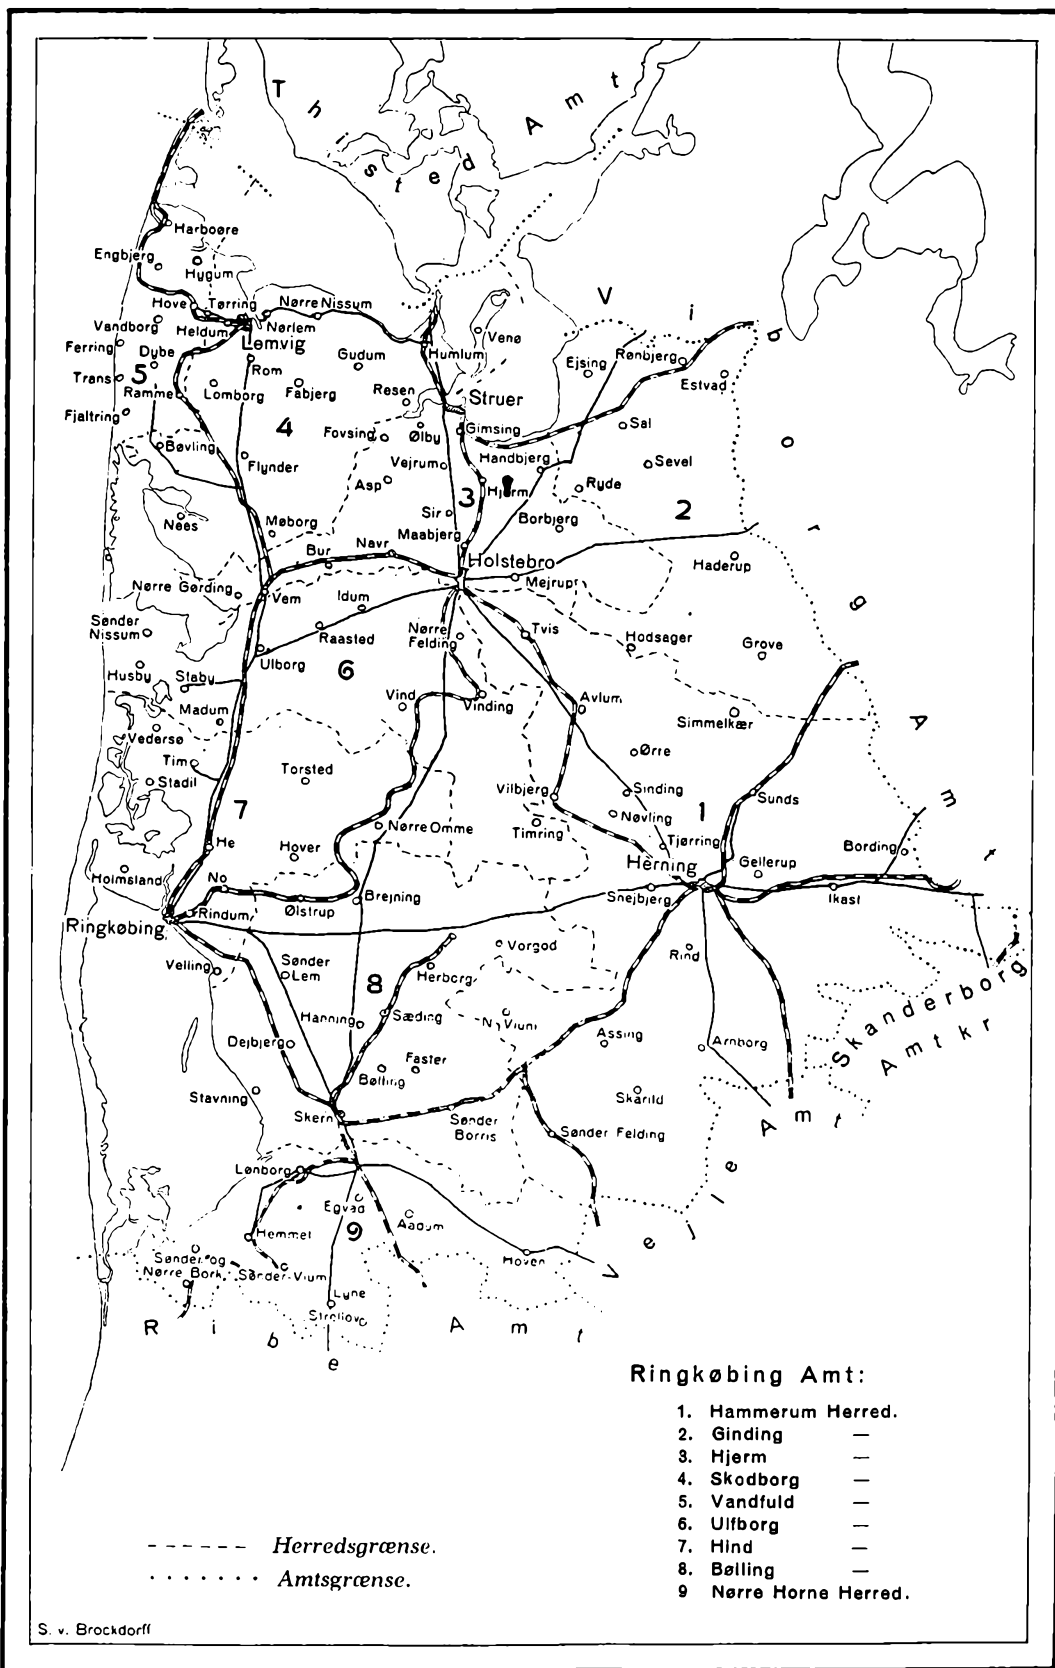 Thisted Amt
Harboøre
Engbjerg
Hygum
Hove
Tørring
Nørre Nissum
Vandborg
Heldum
Nørlem
Lemvig
Ferring
Dybe
Trans
5
Ramme
Fjaltring
Rom
Lomborg
Fabjerg
Gudum
Resen
Humlum
Venø
Viborg Amt
Ejsing
Rønbjerg
Estvad
Struer
4
Fovsing
Ølby
Gimsing
Sal
Bøvling
Flynder
Vejrum
Handbjerg
Sevel
Asp
3
Hjerm
Ryde
2
Nees
Sir
Borbjerg
Møborg
Maabjerg
Bur
Navr
Holstebro
Mejrup
Haderup
Nørre Gørding
Vem
Idum
Sønder
Nissum
Raasted
Nørre
Felding
Tvis
Hodsager
Grove
Ulborg
6
Husby
Staby
Madum
Vind
Vinding
Avlum
Simmelkær
Vedersø
Tim
Stadil
Torsted
Ørre
Vilbjerg
Sinding
1
Sunds
7
Nøvling
Nørre Omme
Timring
Tjørring
He
Hover
Herning
Gellerup
Bording
Holmsland
No
Ølstrup
Brejning
Snejbjerg
Ikast
Rindum
Ringkøbing
Velling
Sønder
Lem
8
Herborg
Vorgod
Rind
Hanning
Sæding
N. Vium
Dejbjerg
Assing
Arnborg
Skanderborg
Amtkr
Bølling
Faster
Stavning
Skarild
Skern
Sønder
Borris
Sønder Felding
Vejle Amt
Lønborg
Egvad
9
Aadum
Hemmet
Hoven
Sønder og
Nørre Bork
Sønder-Vium
Lyne
Strellove
Ribe Amt
Ringkøbing Amt:
1. Hammerum Herred.
2. Ginding —
3. Hjerm —
4. Skodborg —
5. Vandfuld —
6. Ulfborg —
7. Hind —
8. Bølling —
9 Nørre Horne Herred.
Herredsgrænse.
Amtsgrænse.
S. v. Brockdorff